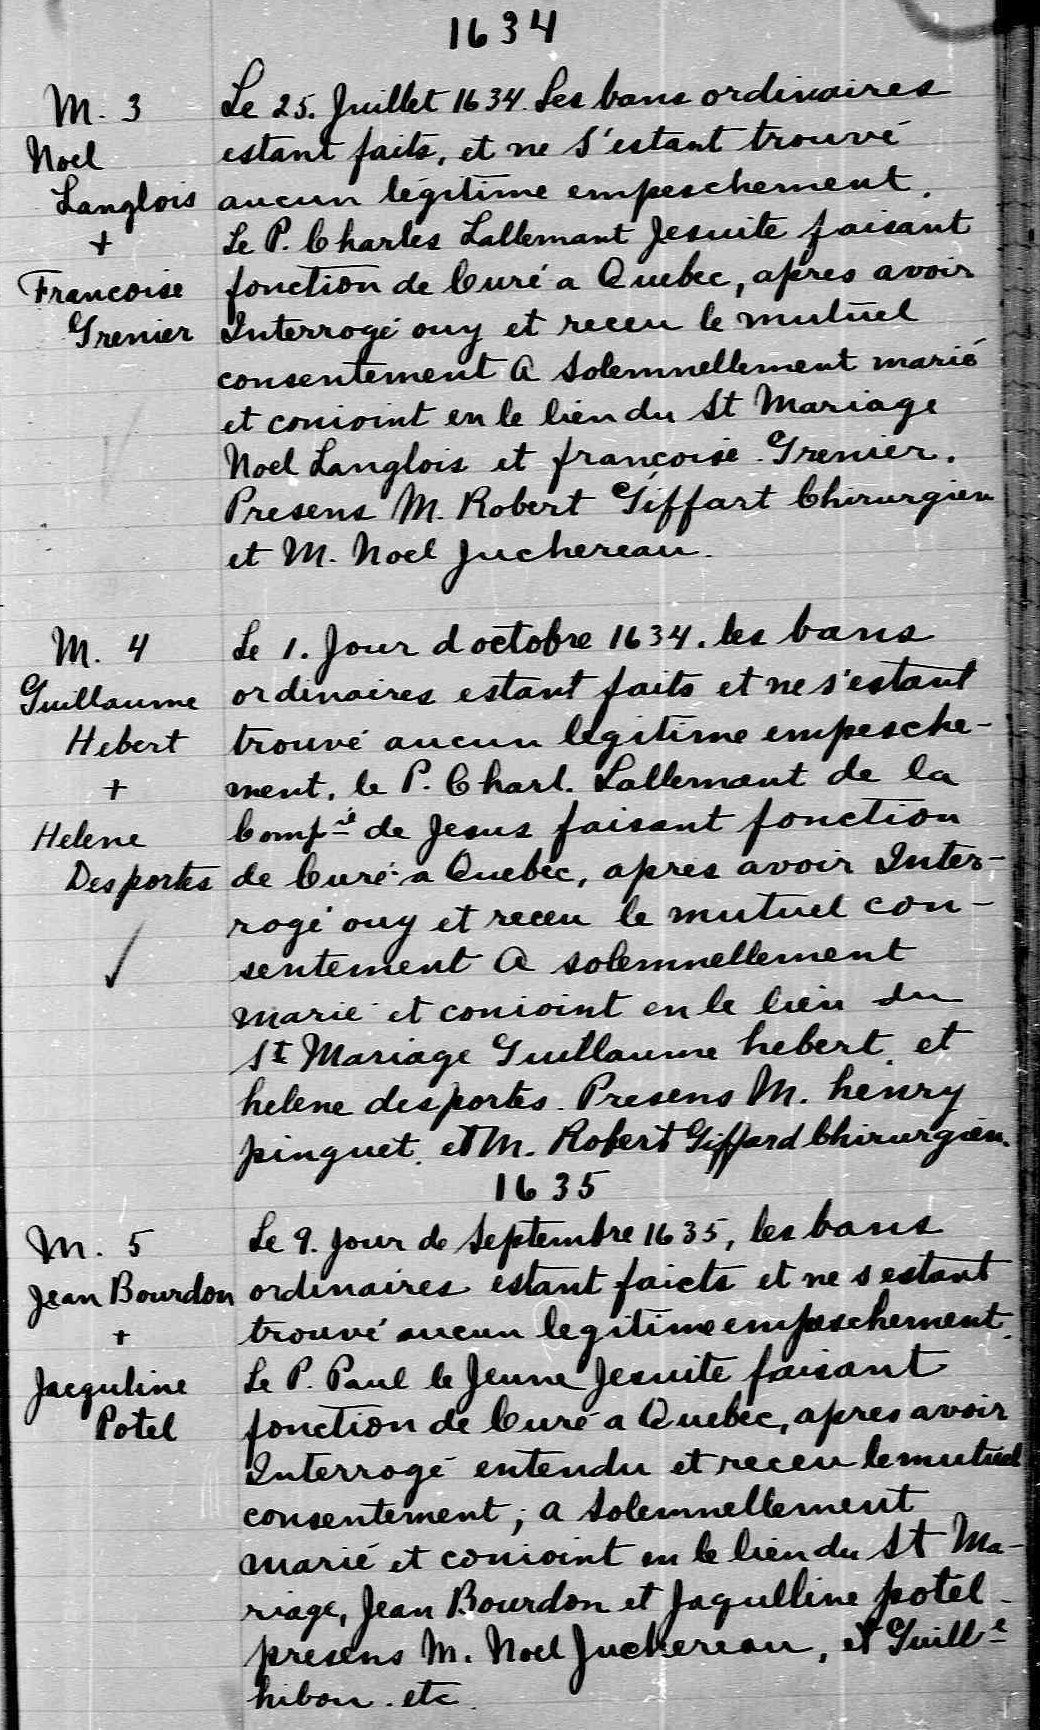 1634
M. 3
Noel
Langlois
+
Francoise
Grenier
Le 25. Juillet 1634. Les bans ordinaires
estant faits, et ne s'estant trouvé
aucun légitime empeschement.
Le P. Charles Lallemant Jesuite faisant
fonction de Curé a Quebec, apres avoir
Interrogé ouy et receu le mutuel
consentement A solemnellement marié
et conioint en le lien du St Mariage
Noel Langlois et françoise Grenier.
Presens M. Robert Giffart Chirurgien
et M. Noel Juchereau.
M. 4
Guillaume
Hebert
+
Helene
Desportes
Le 1. Jour d octobre 1634. les bans
ordinaires estant faits et ne s'estant
trouvé aucun legitime empesche-
ment, le P. Charl. Lallemant de la
Compie de Jesus faisant fonction
de Curé a Quebec, apres avoir Inter-
rogé ouy et receu le mutuel con-
sentement A solemnellement
marié et conioint en le lien du
St Mariage Guillaume hebert et
helene desportes. Presens M. henry
pinguet. et M. Robert Giffard Chirurgien.
1635
M. 5
Jean Bourdon
+
Jacquline
Potel
Le 9. Jour de Septembre 1635, les bans
ordinaires estant faicts et ne s estant
trouvé aucun legitime empeschement.
Le P. Paul le Jeune Jesuite faisant
fonction de Curé a Quebec, apres avoir
Interrogé entendu et receu le mutuel
consentement; a solemnellement
marié et conioint en le lien du St Ma-
riage, Jean Bourdon et Jaqulline potel -
presens M. Noel Juchereau, et Guille
hibou. etc.